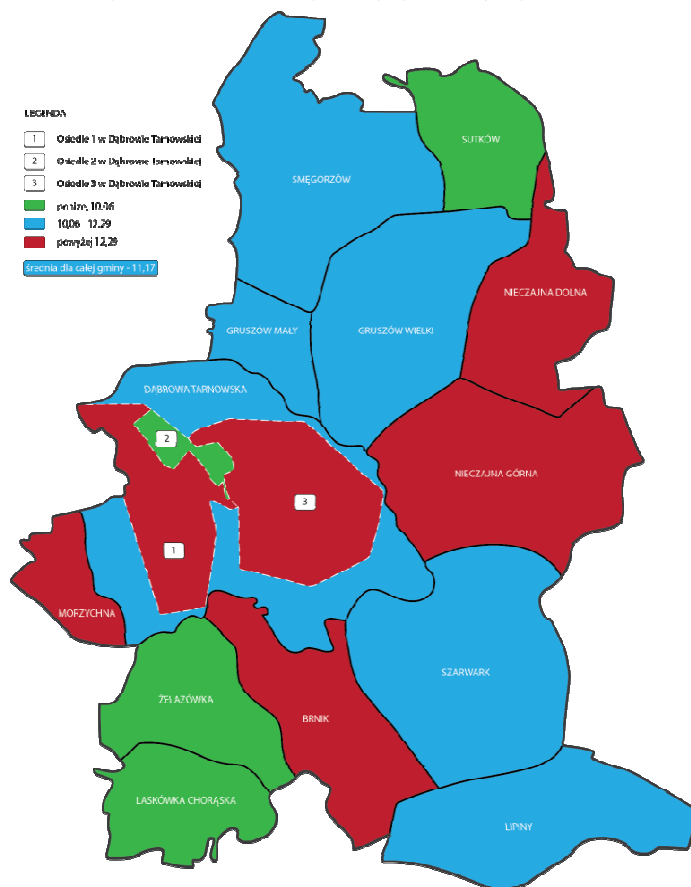 LEGENDA
1 Osiedle 1 w Dąbrowie Tarnowskiej
2 Osiedle 2 w Dąbrowie Tarnowskiej
3 Osiedle 3 w Dąbrowie Tarnowskiej
poniżej 10,06
10,06 - 12,29
powyżej 12,29
średnia dla całej gminy - 11,17
SUTKÓW
SMĘGORZÓW
NIECZAJNA DOLNA
GRUSZÓW MAŁY
GRUSZÓW WIELKI
DĄBROWA TARNOWSKA
2
NIECZAJNA GÓRNA
3
1
MORZYCHNA
SZARWARK
ŻELAZÓWKA
BRNIK
LASKÓWKA CHORĄSKA
LIPINY